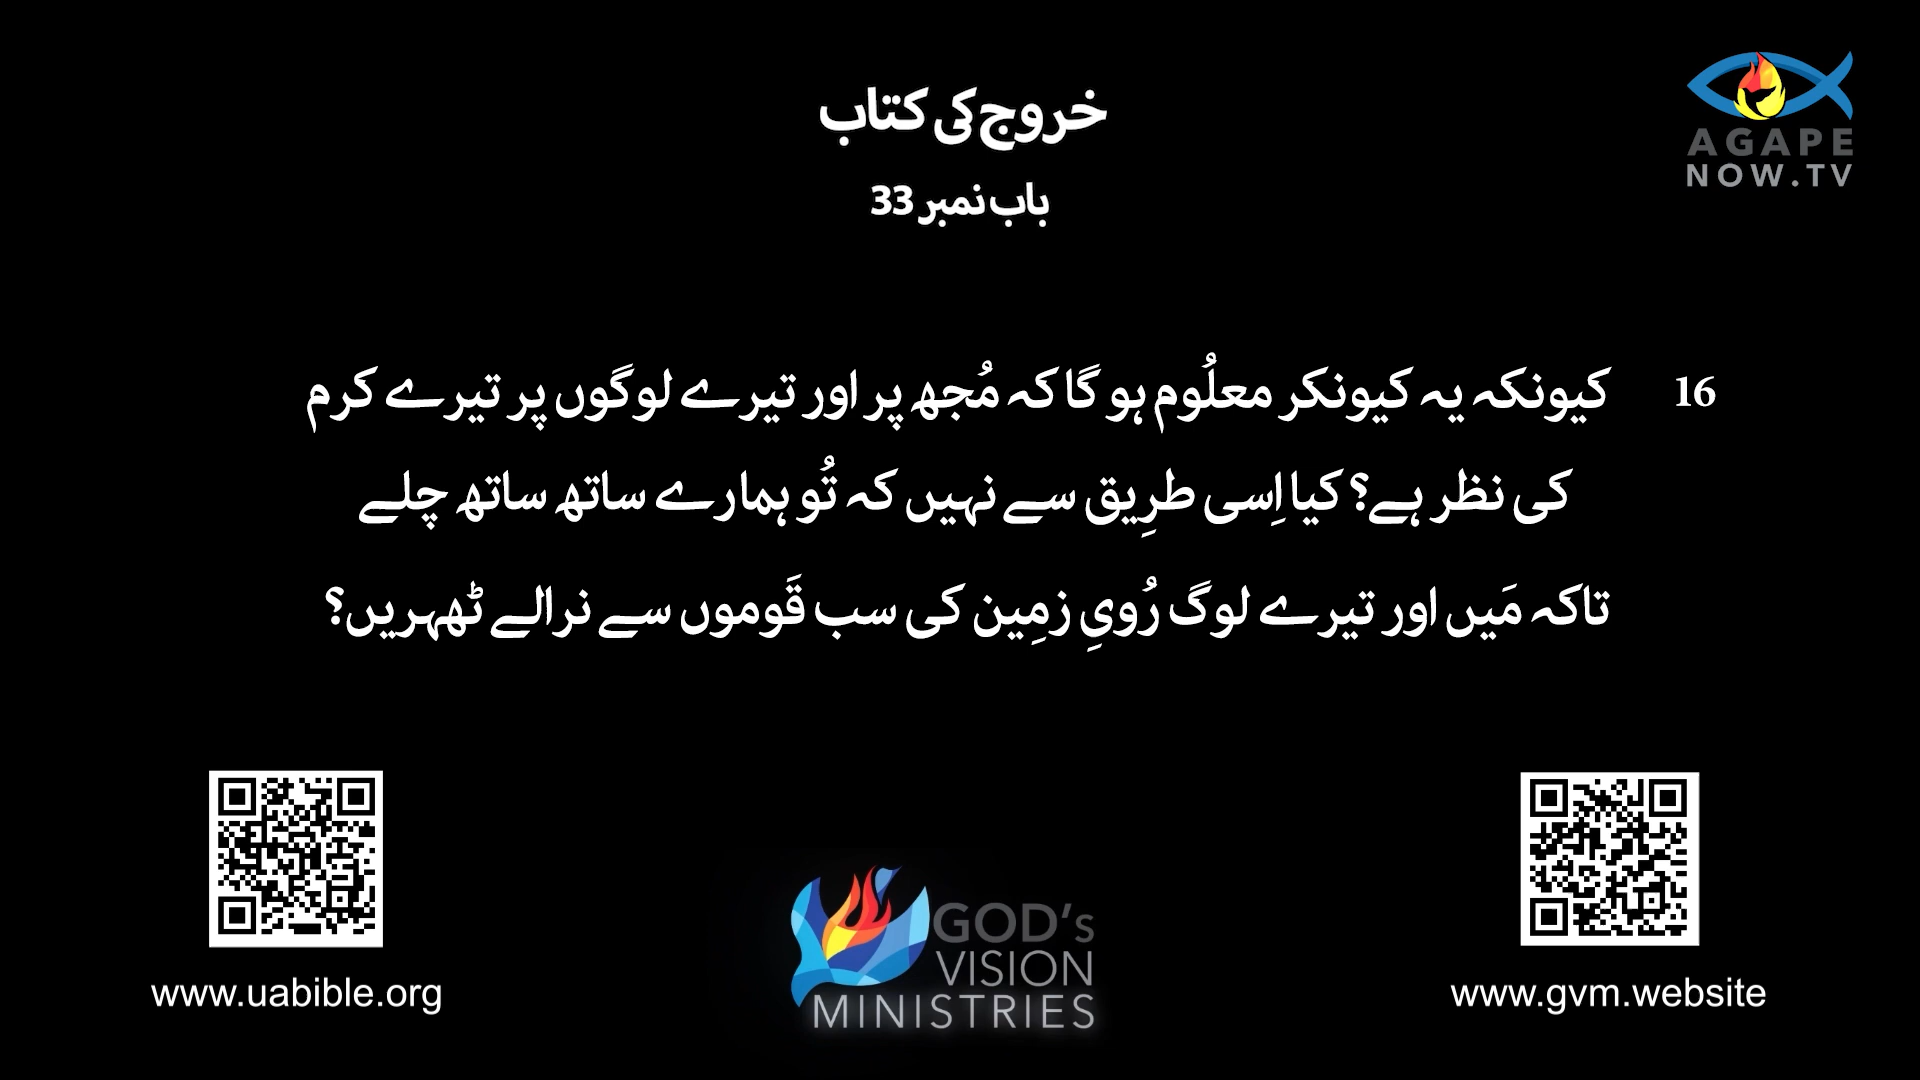 خروج کی کتاب
باب نمبر 33
AGAPE
NOW.TV
16 کیونکہ یہ کیونکر معلُوم ہو گا کہ مُجھ پر اور تیرے لوگوں پر تیرے کرم
کی نظر ہے؟ کیا اِسی طرِیق سے نہیں کہ تُو ہمارے ساتھ ساتھ چلے
تاکہ مَیں اور تیرے لوگ رُویِ زمِین کی سب قَوموں سے نرالے ٹھہریں؟
www.uabible.org
GOD's
VISION
MINISTRIES
www.gvm.website